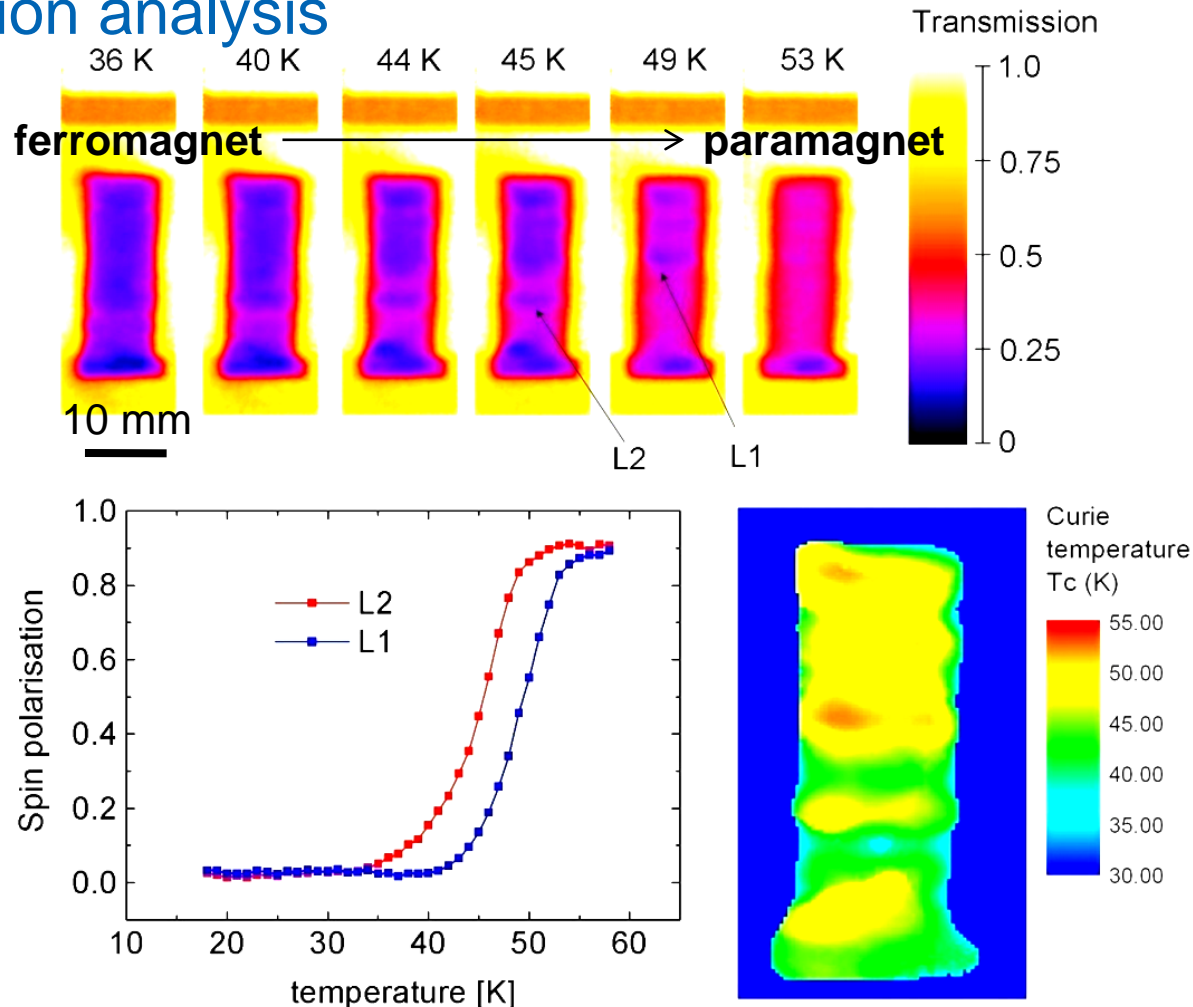 ion analysis
Transmission
36 K 40 K 44 K 45 K 49 K 53 K
ferromagnet paramagnet
1.0
0.75
0.5
0.25
0
10 mm
L2 L1
Spin polarisation
1.0
0.8
0.6
0.4
0.2
0.0
L2
L1
10 20 30 40 50 60
temperature [K]
Curie
temperature
Tc (K)
55.00
50.00
45.00
40.00
35.00
30.00